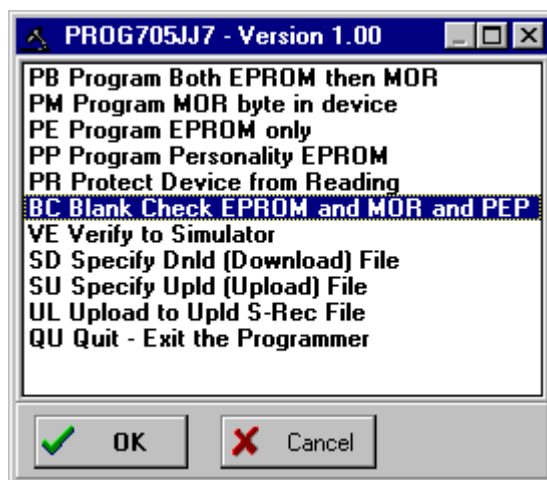 PROG705JJ7 - Version 1.00
PB Program Both EPROM then MOR
PM Program MOR byte in device
PE Program EPROM only
PP Program Personality EPROM
PR Protect Device from Reading
BC Blank Check EPROM and MOR and PEP
VE Verify to Simulator
SD Specify Dnld (Download) File
SU Specify Upld (Upload) File
UL Upload to Upld S-Rec File
QU Quit - Exit the Programmer
OK Cancel